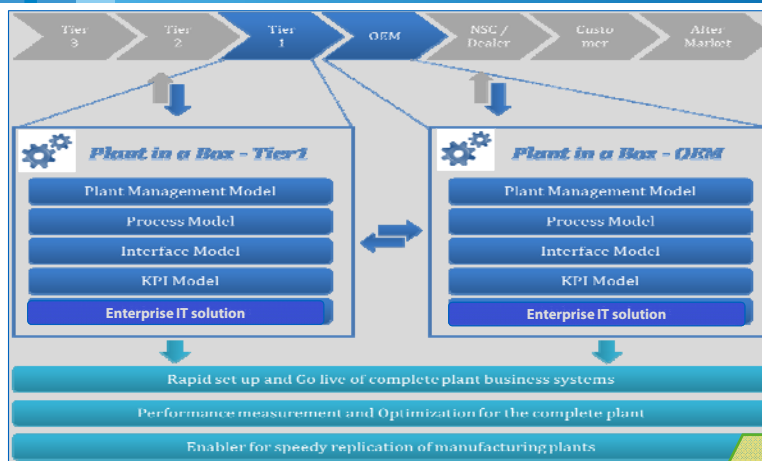 Tier
3
Tier
2
Tier
1
OEM
NSC /
Dealer
Custo
mer
After
Market
Plant in a Box - Tier1
Plant Management Model
Process Model
Interface Model
KPI Model
Enterprise IT solution
Plant in a Box - OEM
Plant Management Model
Process Model
Interface Model
KPI Model
Enterprise IT solution
Rapid set up and Go live of complete plant business systems
Performance measurement and Optimization for the complete plant
Enabler for speedy replication of manufacturing plants